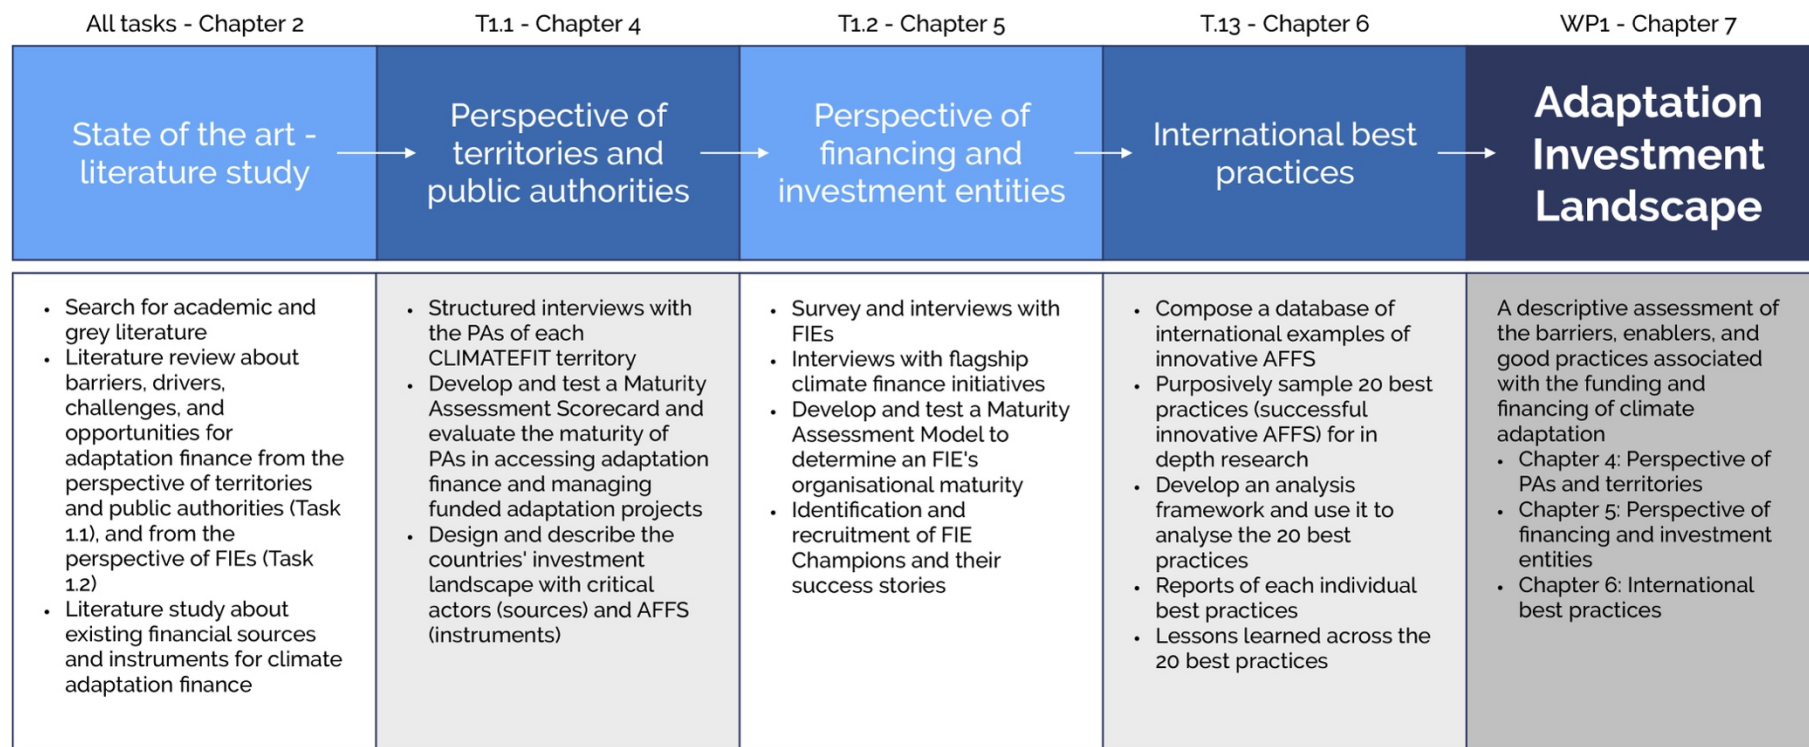 All tasks - Chapter 2
T1.1 - Chapter 4
T1.2 - Chapter 5
T.13 - Chapter 6
WP1 - Chapter 7
State of the art -
literature study
Perspective of
territories and
public authorities
Perspective of
financing and
investment entities
International best
practices
Adaptation
Investment
Landscape
• Search for academic and
grey literature
• Literature review about
barriers, drivers,
challenges, and
opportunities for
adaptation finance from the
perspective of territories
and public authorities (Task
1.1), and from the
perspective of FIEs (Task
1.2)
• Literature study about
existing financial sources
and instruments for climate
adaptation finance
• Structured interviews with
the PAs of each
CLIMATEFIT territory
• Develop and test a Maturity
Assessment Scorecard and
evaluate the maturity of
PAs in accessing adaptation
finance and managing
funded adaptation projects
• Design and describe the
countries' investment
landscape with critical
actors (sources) and AFFS
(instruments)
• Survey and interviews with
FIEs
• Interviews with flagship
climate finance initiatives
• Develop and test a Maturity
Assessment Model to
determine an FIE's
organisational maturity
• Identification and
recruitment of FIE
Champions and their
success stories
• Compose a database of
international examples of
innovative AFFS
• Purposively sample 20 best
practices (successful
innovative AFFS) for in
depth research
• Develop an analysis
framework and use it to
analyse the 20 best
practices
• Reports of each individual
best practices
• Lessons learned across the
20 best practices
A descriptive assessment of
the barriers, enablers, and
good practices associated
with the funding and
financing of climate
adaptation
• Chapter 4: Perspective of
PAs and territories
• Chapter 5: Perspective of
financing and investment
entities
• Chapter 6: International
best practices